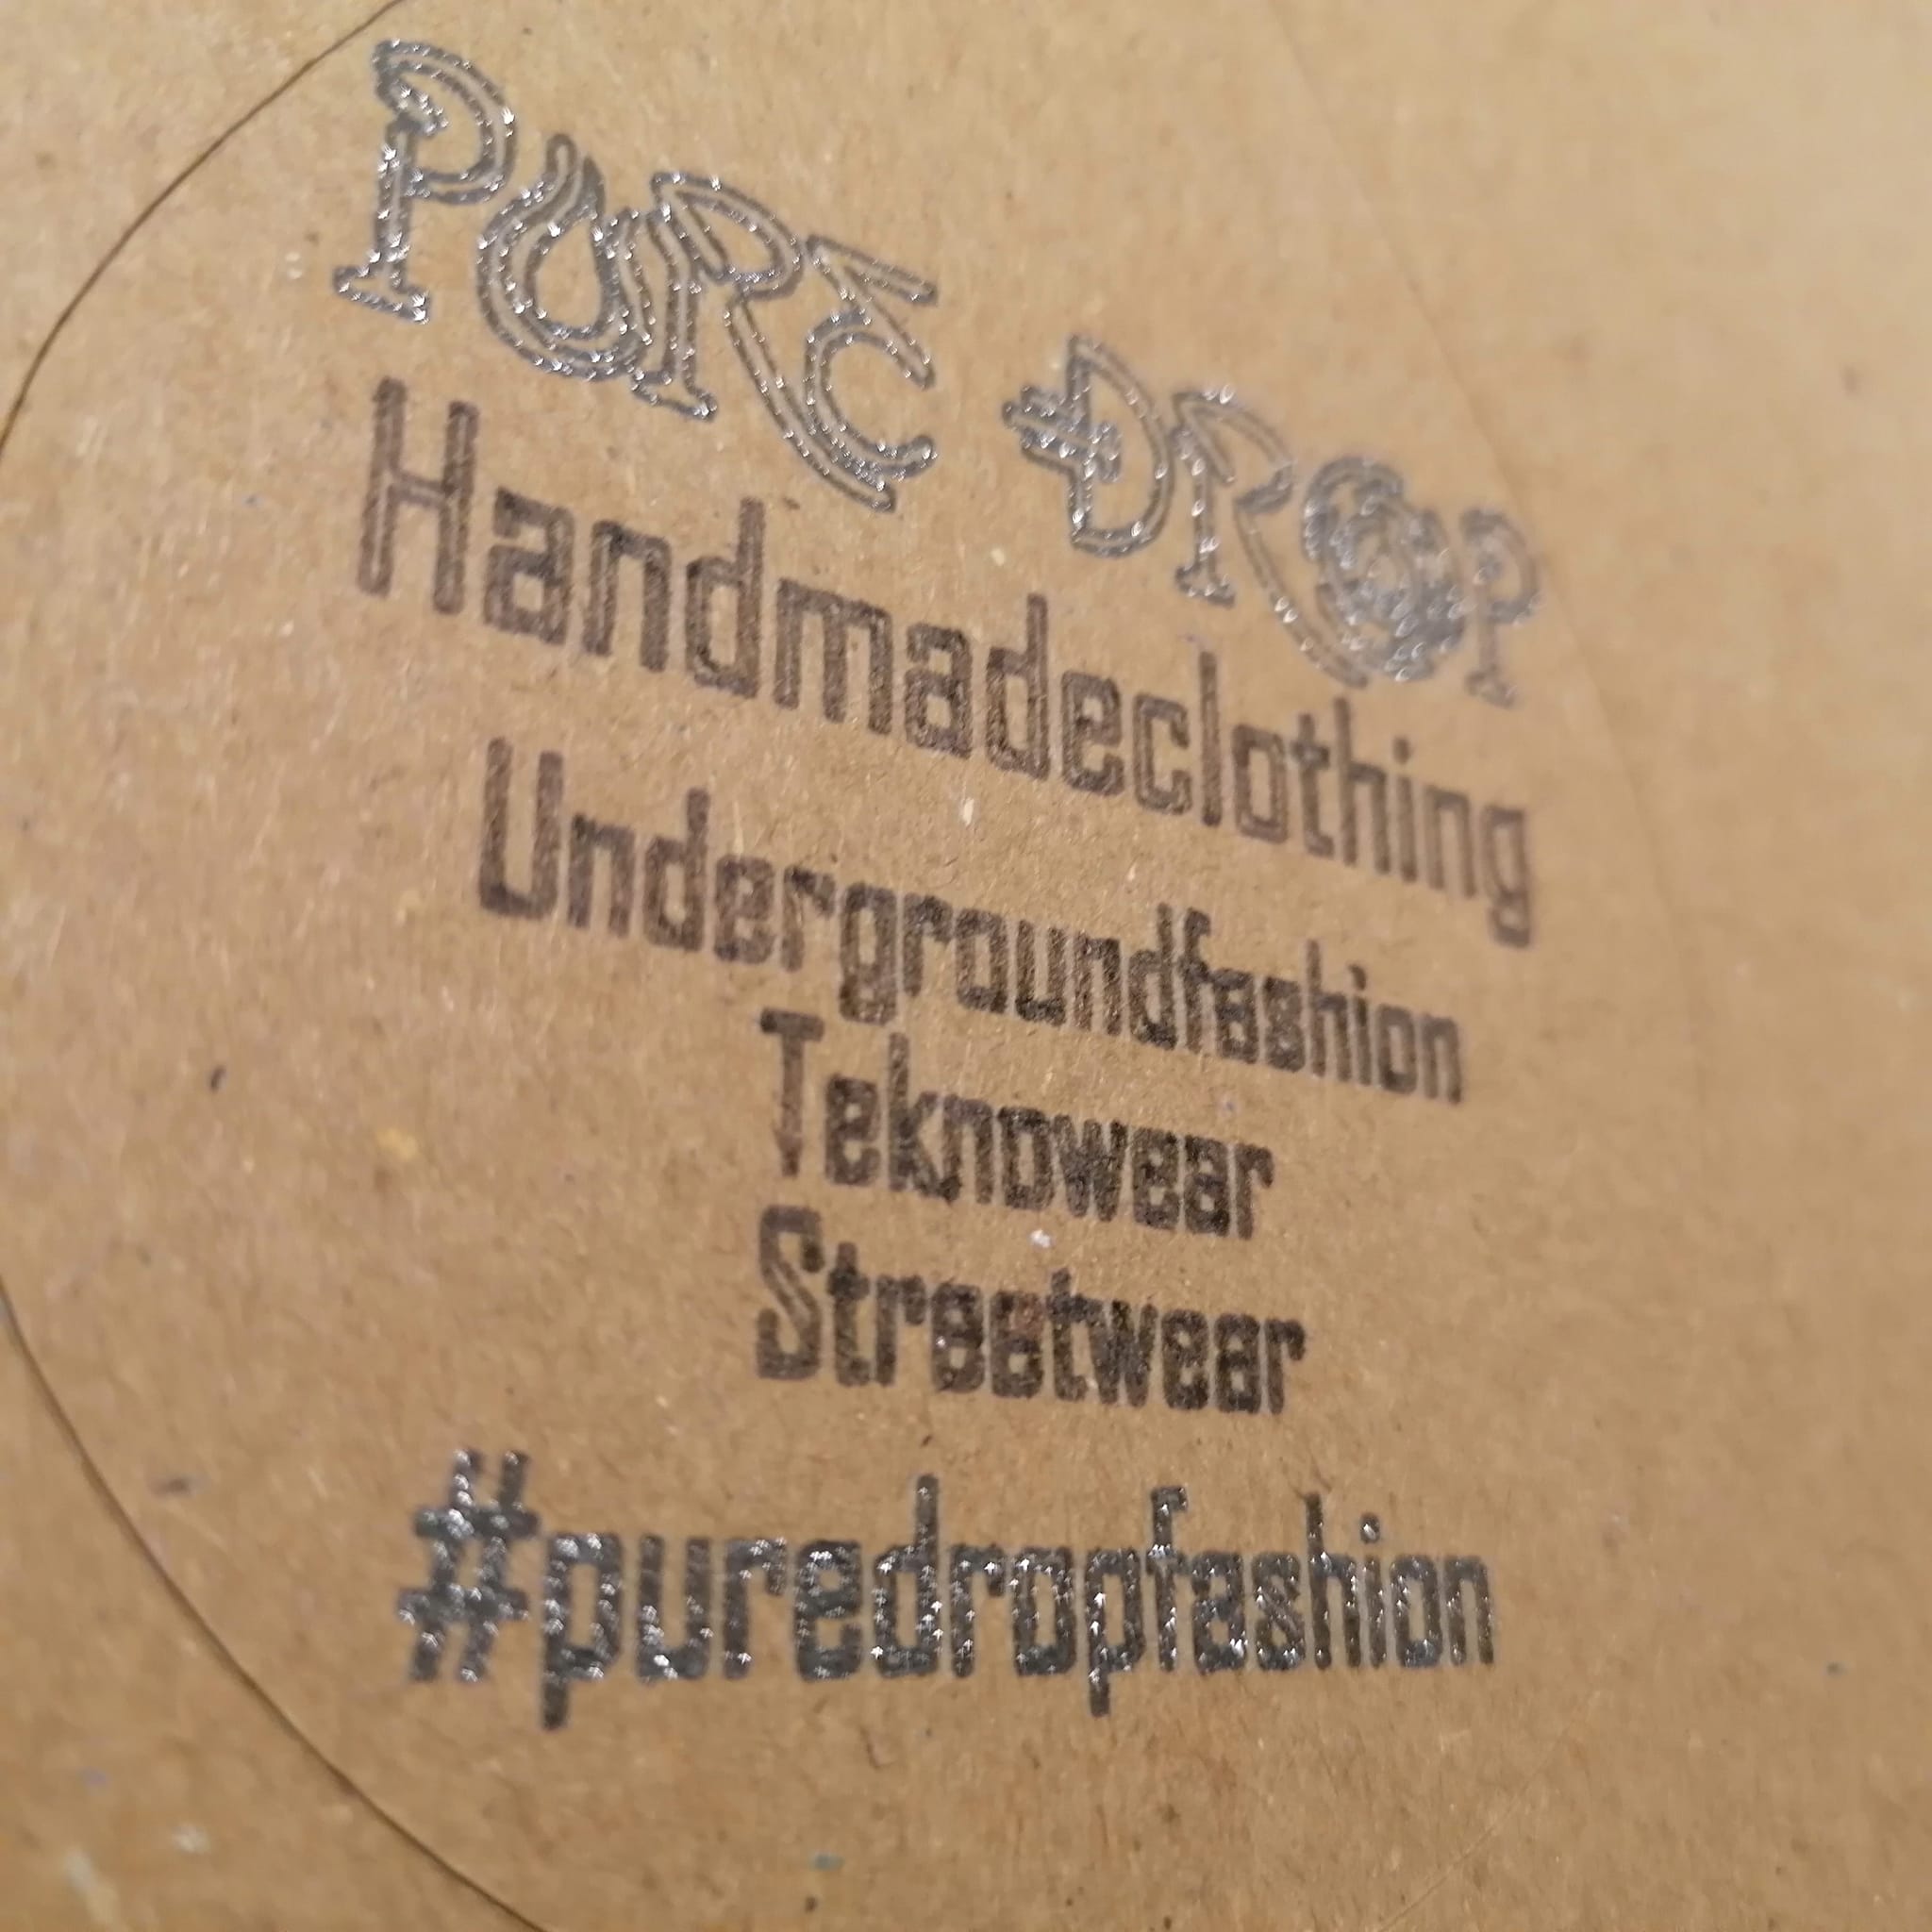 PURE DROP
Handmadeclothing
Undergroundfashion
Teknowear
Streetwear
#puredropfashion